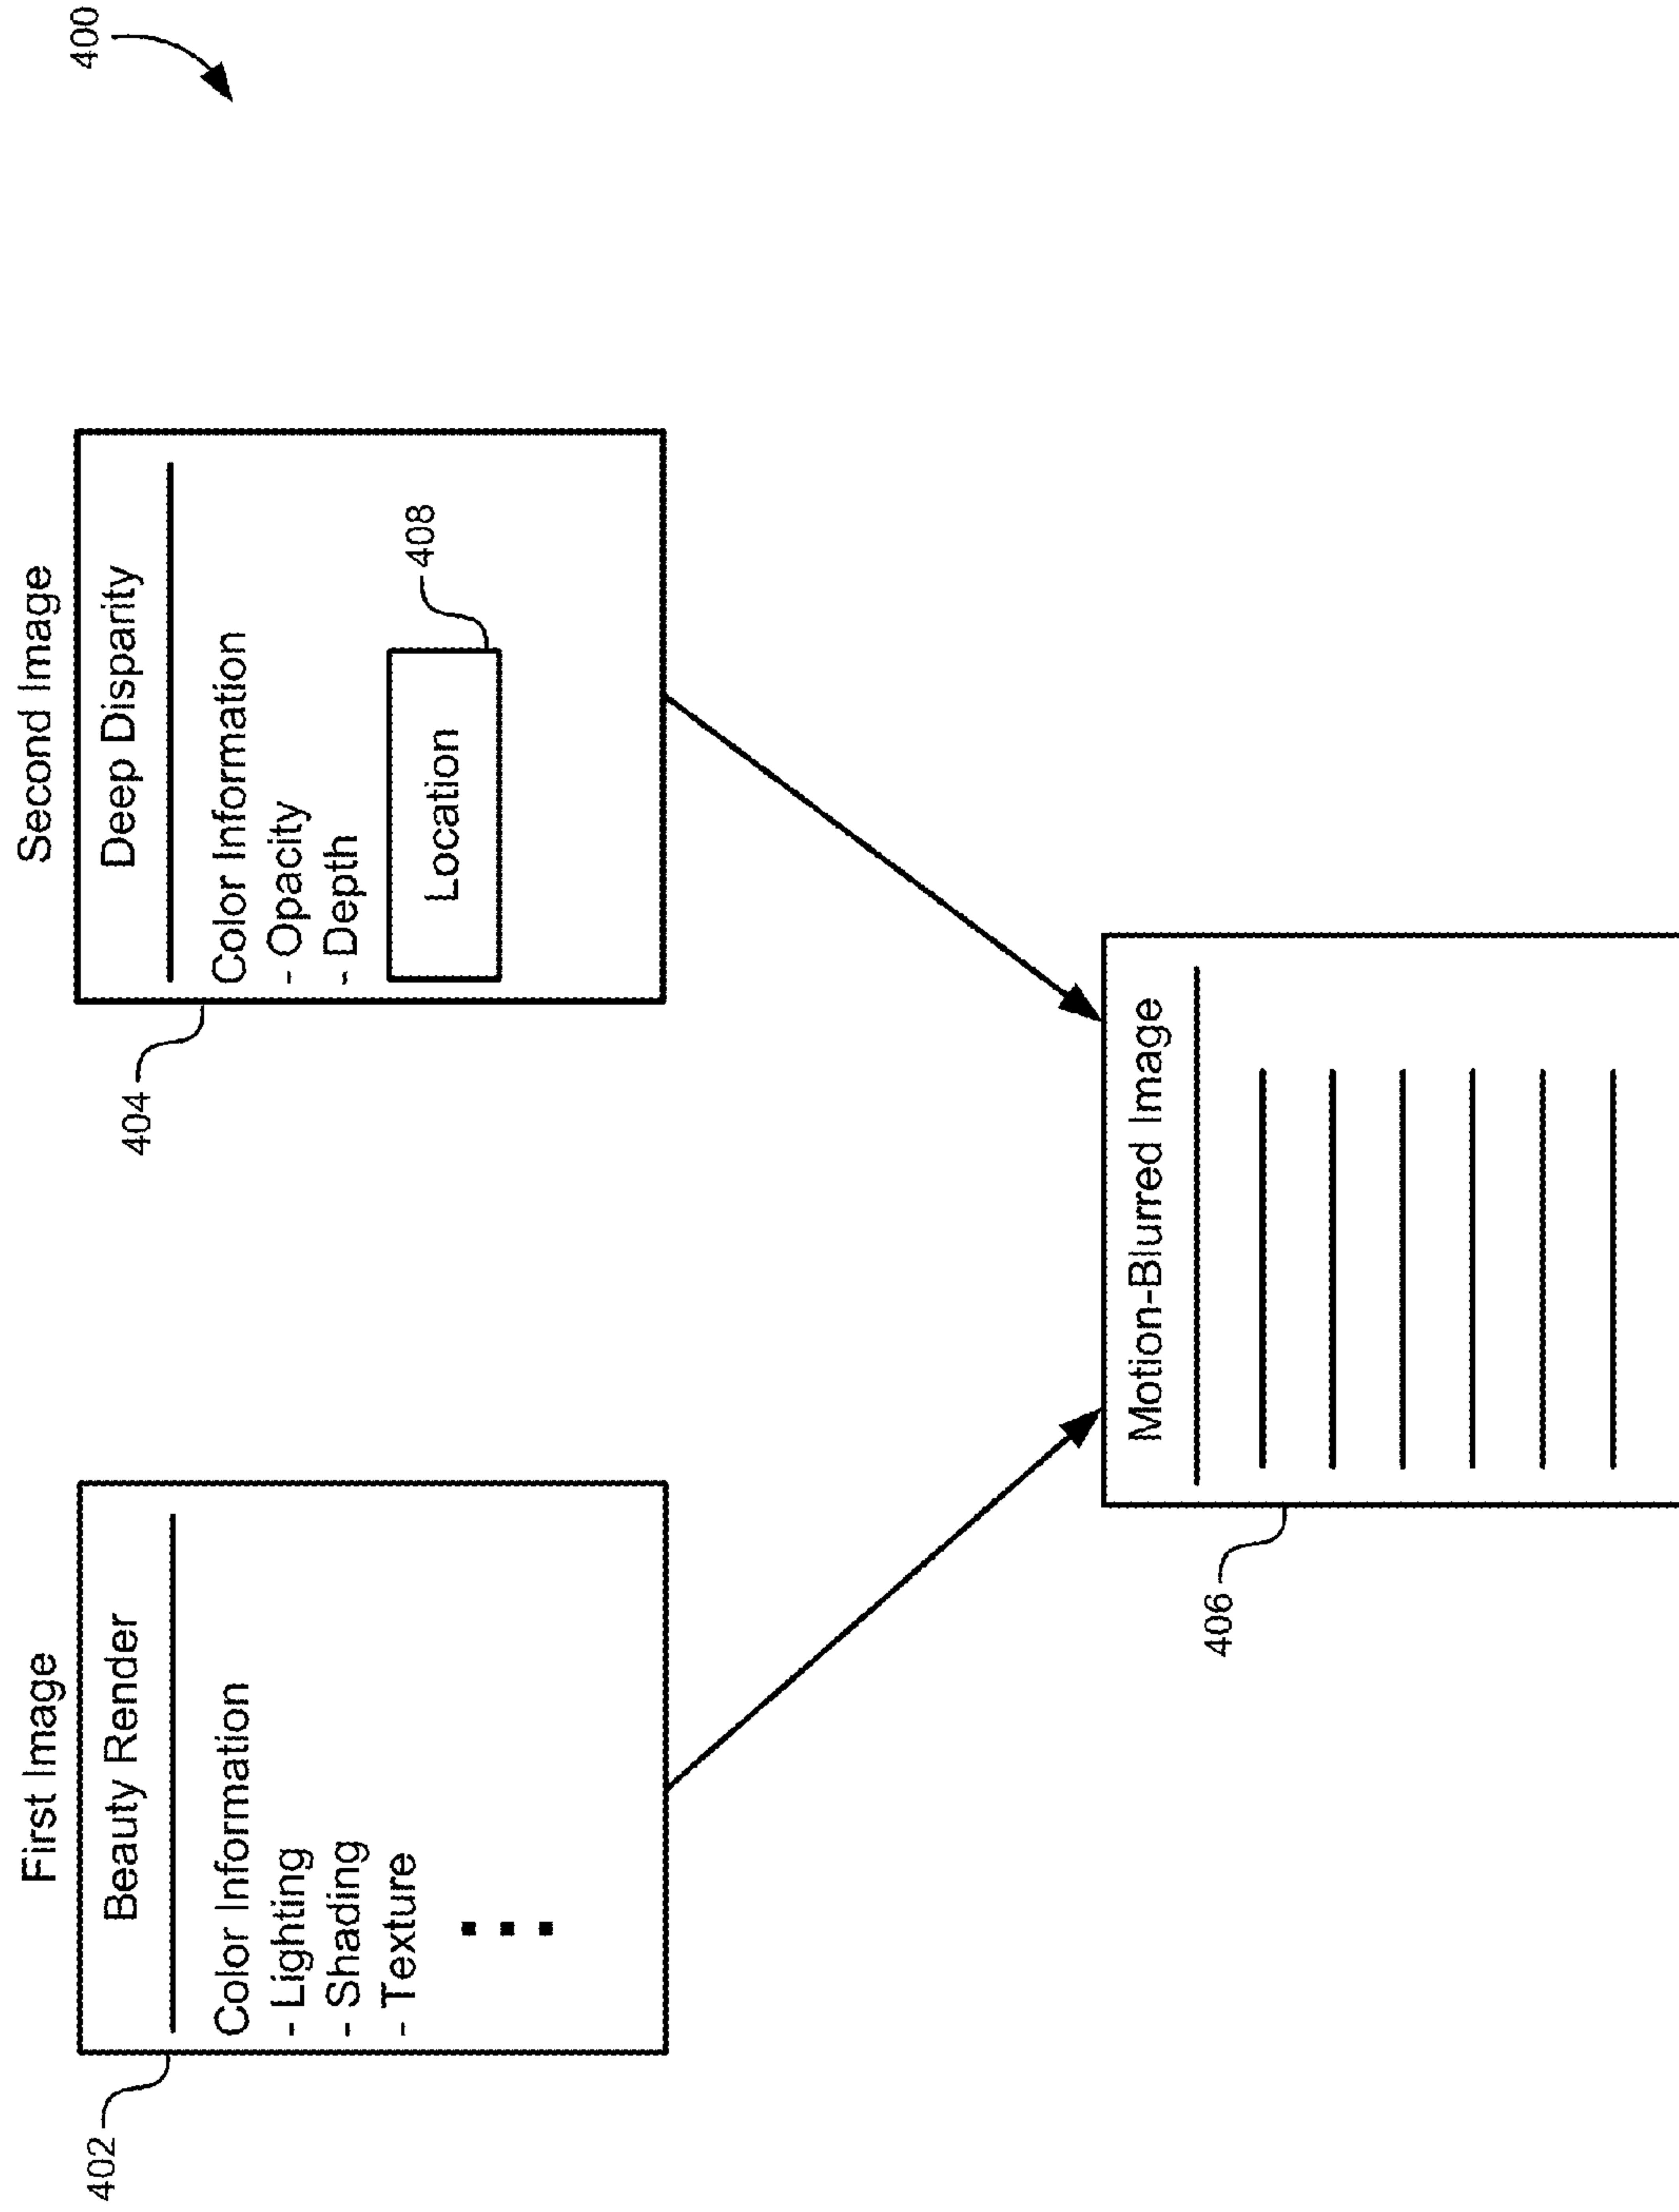 400
First Image
402
Beauty Render
Color Information
- Lighting
- Shading
- Texture
Second Image
404
Deep Disparity
Color Information
- Opacity
- Depth
Location
408
406
Motion-Blurred Image